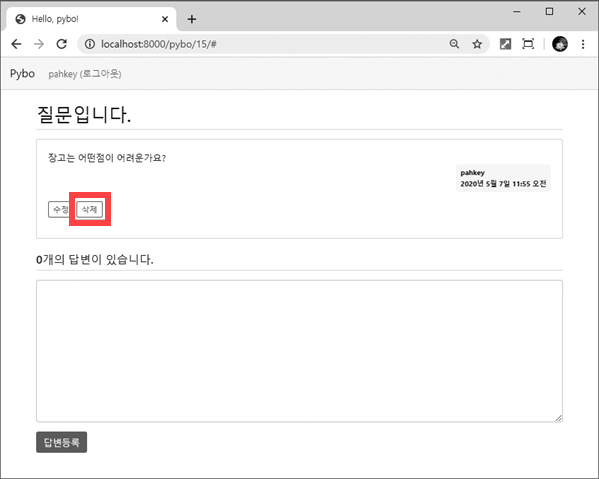 Hello, pybo!
localhost:8000/pybo/15/#
Pybo pahkey (로그아웃)
질문입니다.
장고는 어떤점이 어려운가요?
pahkey
2020년 5월 7일 11:55 오전
수정 삭제
0개의 답변이 있습니다.
답변등록